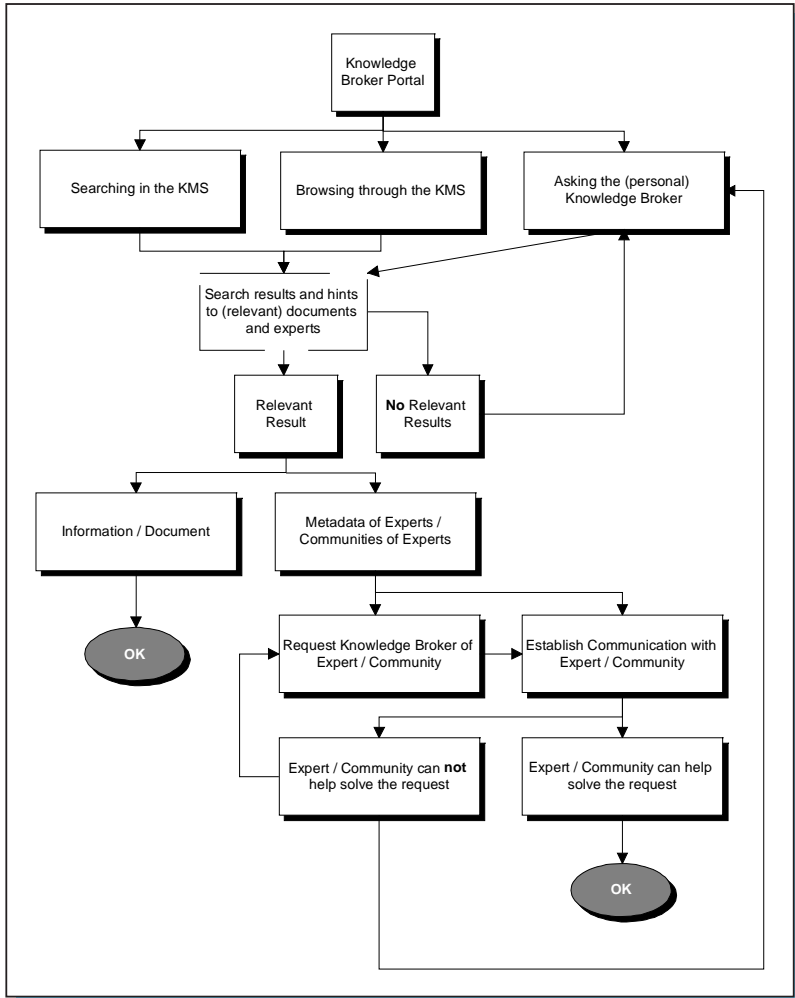 Knowledge
Broker Portal
Searching in the KMS
Browsing through the KMS
Asking the (personal)
Knowledge Broker
Search results and hints
to (relevant) documents
and experts
Relevant
Result
No Relevant
Results
Information / Document
Metadata of Experts /
Communities of Experts
OK
Request Knowledge Broker of
Expert / Community
Establish Communication with
Expert / Community
Expert / Community can not
help solve the request
Expert / Community can help
solve the request
OK